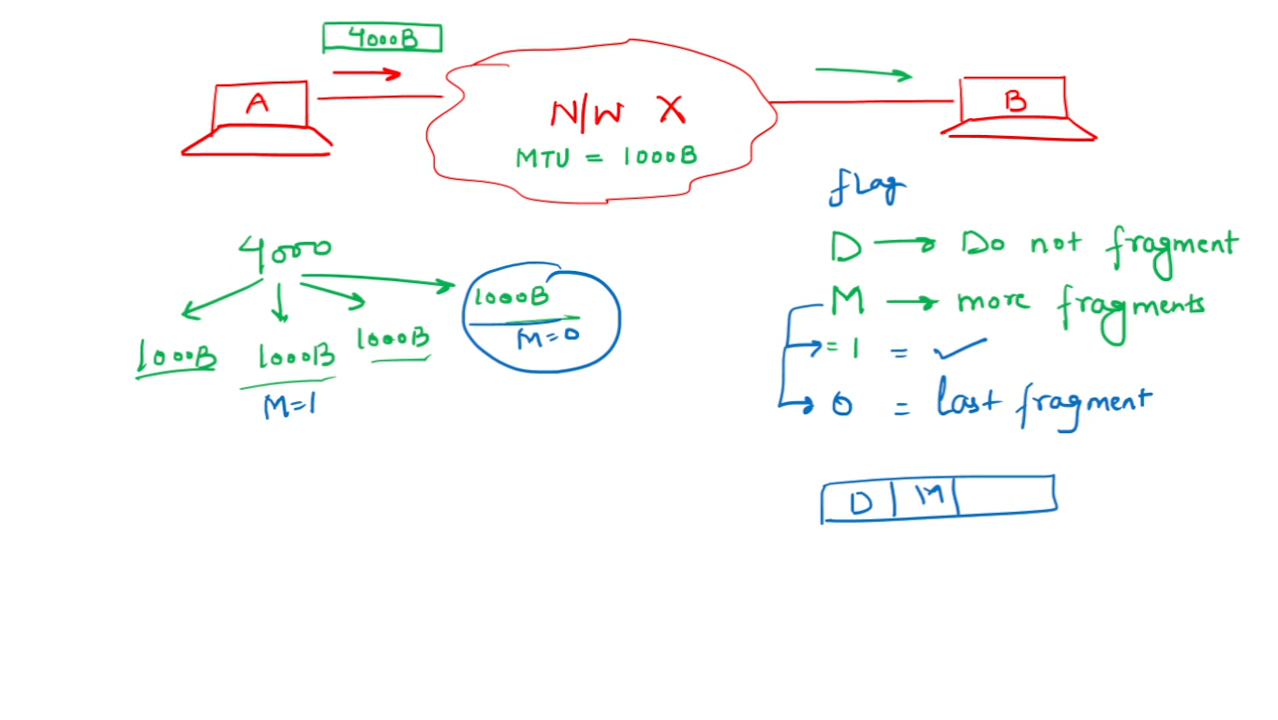 4000B
A
N/W X
MTU = 1000B
B
flag
D → Do not fragment
M → more fragments
= 1 = ✓
0 = last fragment
4000
1000B
1000B
1000B
1000B
M=0
M=1
D M